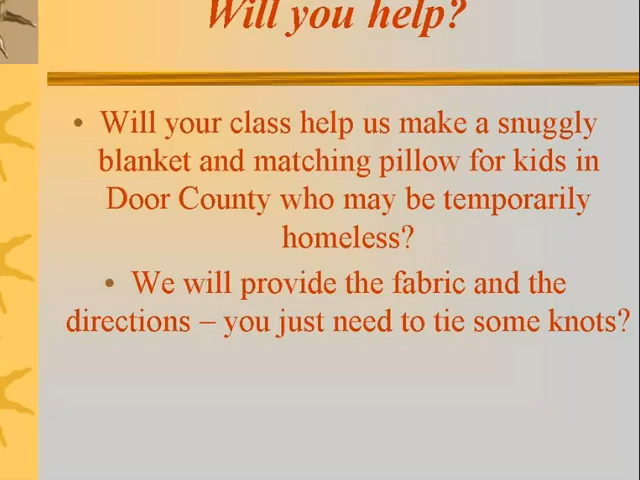 Will you help?
• Will your class help us make a snuggly
blanket and matching pillow for kids in
Door County who may be temporarily
homeless?
• We will provide the fabric and the
directions – you just need to tie some knots?